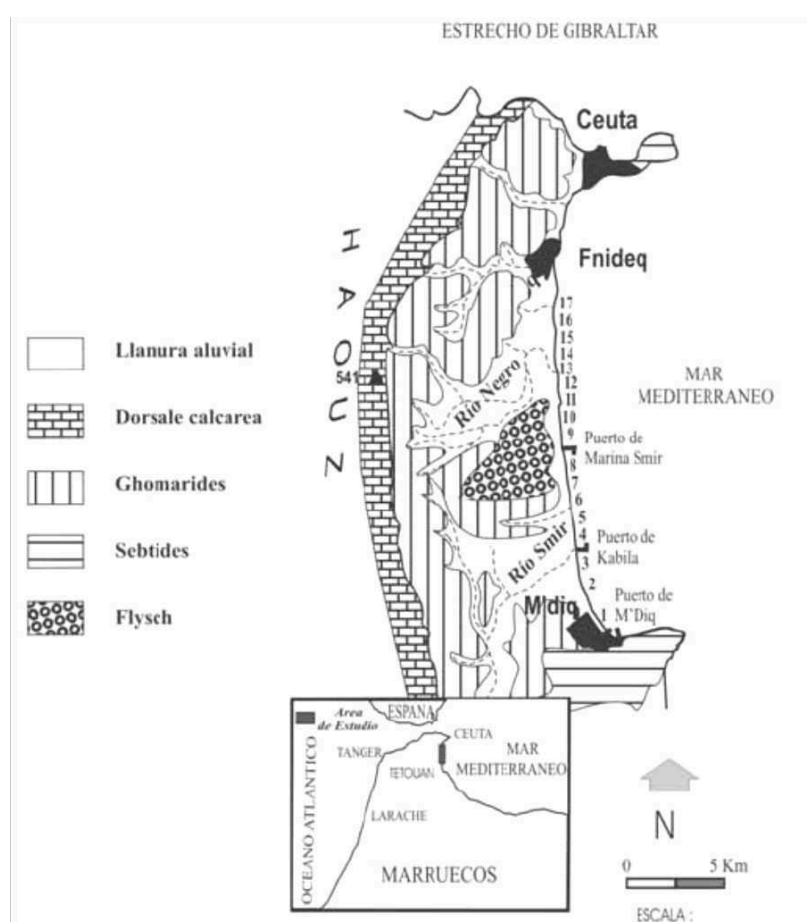 ESTRECHO DE GIBRALTAR
Ceuta
Fnideq
H
A
O
U
Z
541
17
16
15
14
13
12
11
10
9
8
7
6
5
4
3
2
1
Río Negro
Río Smir
M'diq
MAR
MEDITERRANEO
Puerto de
Marina Smir
Puerto de
Kabila
Puerto de
M'Diq
Llanura aluvial
Dorsale calcarea
Ghomarides
Sebtides
Flysch
Area
de Estudio
ESPANA
CEUTA
TANGER
MAR
MEDITERRANEO
TETOUAN
LARACHE
OCEANO ATLANTICO
MARRUECOS
N
0 5 Km
ESCALA :